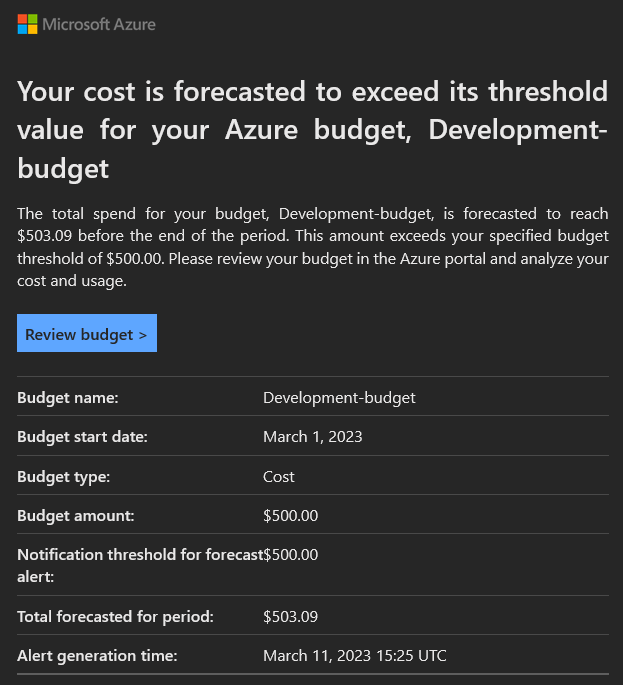 Microsoft Azure
Your cost is forecasted to exceed its threshold
value for your Azure budget, Development-
budget
The total spend for your budget, Development-budget, is forecasted to reach
$503.09 before the end of the period. This amount exceeds your specified budget
threshold of $500.00. Please review your budget in the Azure portal and analyze your
cost and usage.
Review budget >
Budget name: Development-budget
Budget start date: March 1, 2023
Budget type: Cost
Budget amount: $500.00
Notification threshold for forecast $500.00
alert:
Total forecasted for period: $503.09
Alert generation time: March 11, 2023 15:25 UTC